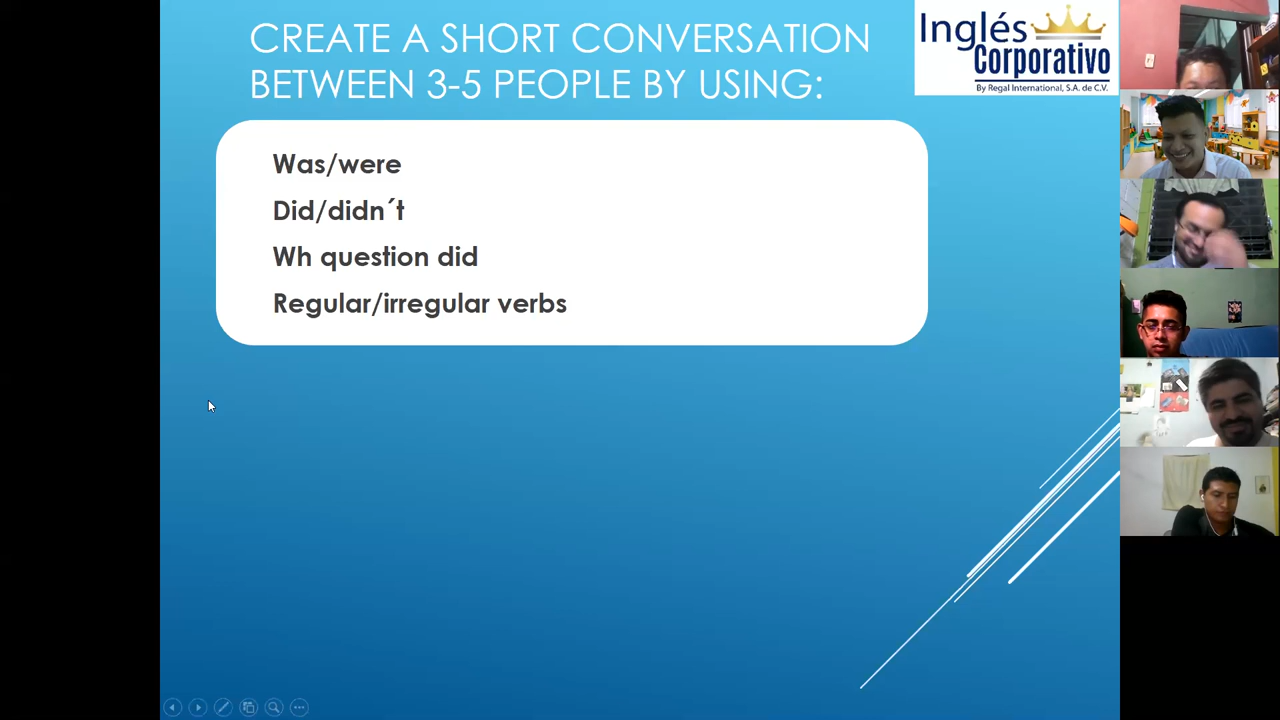 CREATE A SHORT CONVERSATION
BETWEEN 3-5 PEOPLE BY USING:
Inglés
Corporativo
By Regal International, S.A. de C.V.
Was/were
Did/didn´t
Wh question did
Regular/irregular verbs